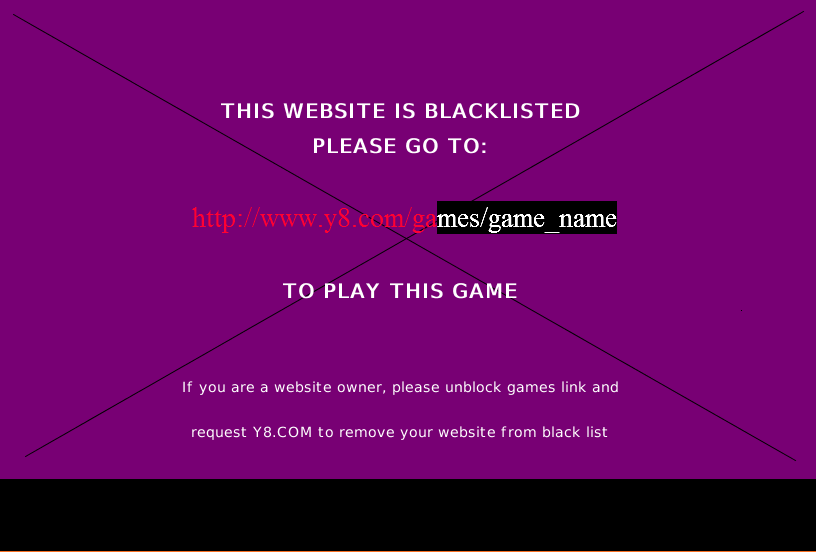 THIS WEBSITE IS BLACKLISTED
PLEASE GO TO:
http://www.y8.com/games/game_name
TO PLAY THIS GAME
If you are a website owner, please unblock games link and
request Y8.COM to remove your website from black list